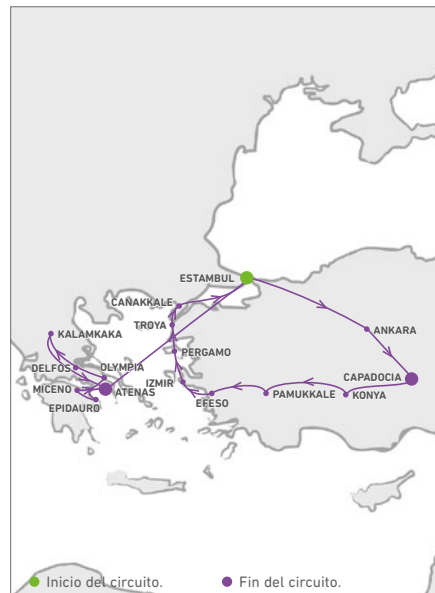 ESTAMBUL
CANAKKALE
TROYA
ANKARA
KALAMKAKA
PERGAMO
DELFOS
OLYMPIA
CAPADOCIA
MICENO
ATENAS
IZMIR
EFESO
PAMUKKALE
KONYA
EPIDAURO
Inicio del circuito.
Fin del circuito.